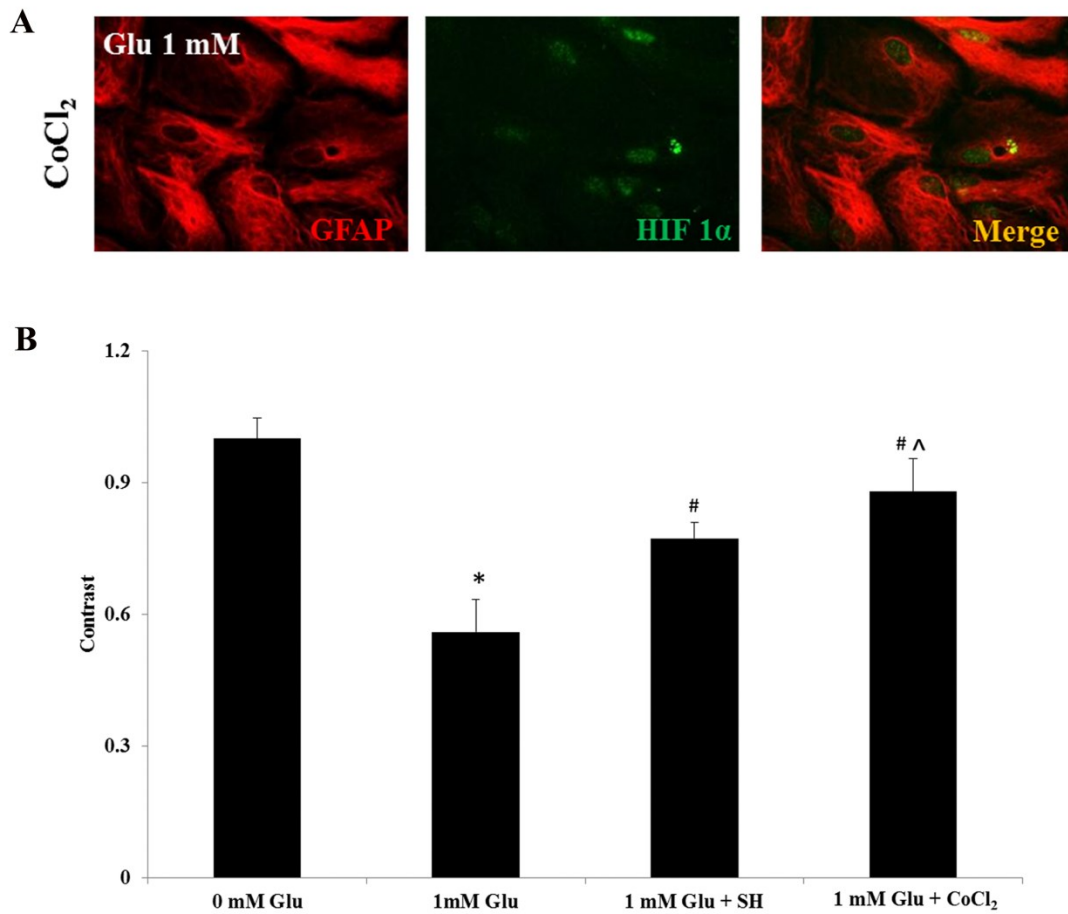 A
Glu 1 mM
CoCl₂
GFAP
HIF 1α
Merge
B
1.2
0.9
0.6
0.3
0
Contrast
*
#
# ^
0 mM Glu
1mM Glu
1 mM Glu + SH
1 mM Glu + CoCl₂